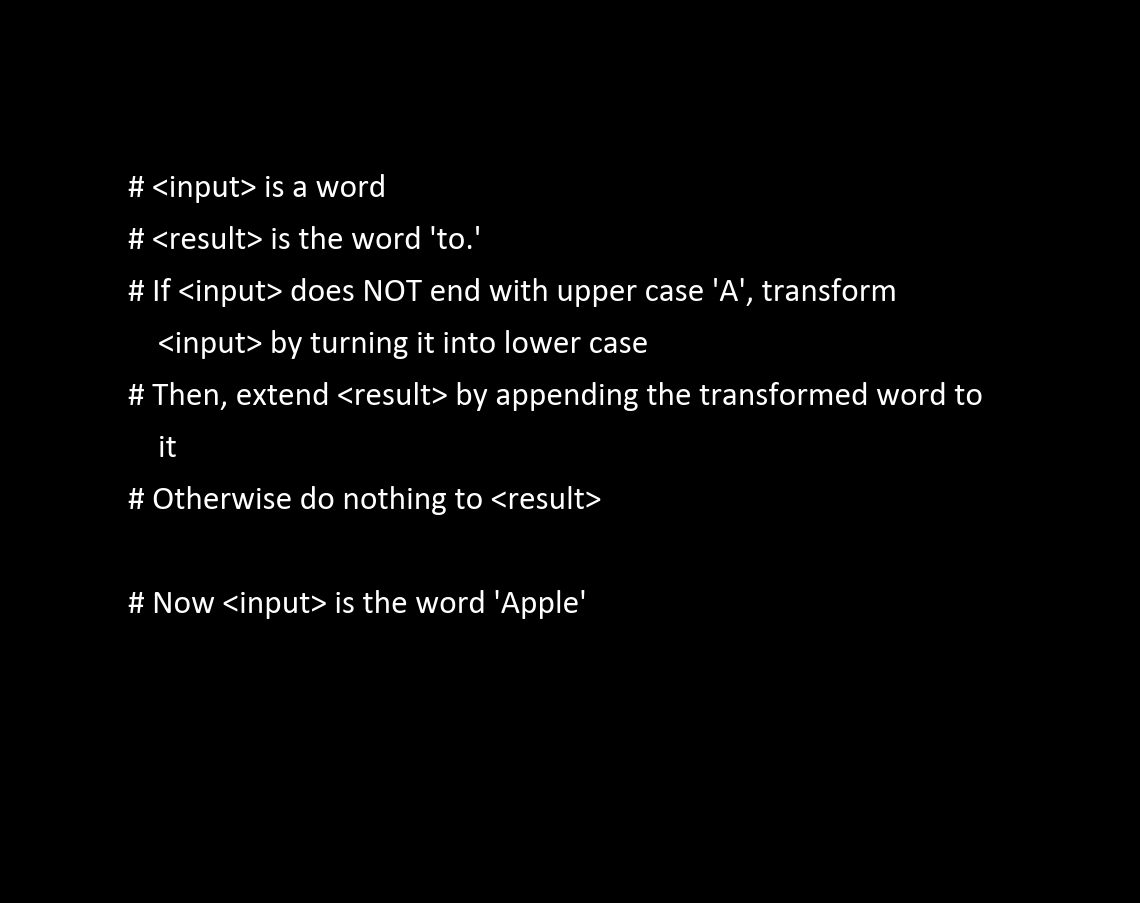 # <input> is a word
# <result> is the word 'to.'
# If <input> does NOT end with upper case 'A', transform
<input> by turning it into lower case
# Then, extend <result> by appending the transformed word to
it
# Otherwise do nothing to <result>
# Now <input> is the word 'Apple'